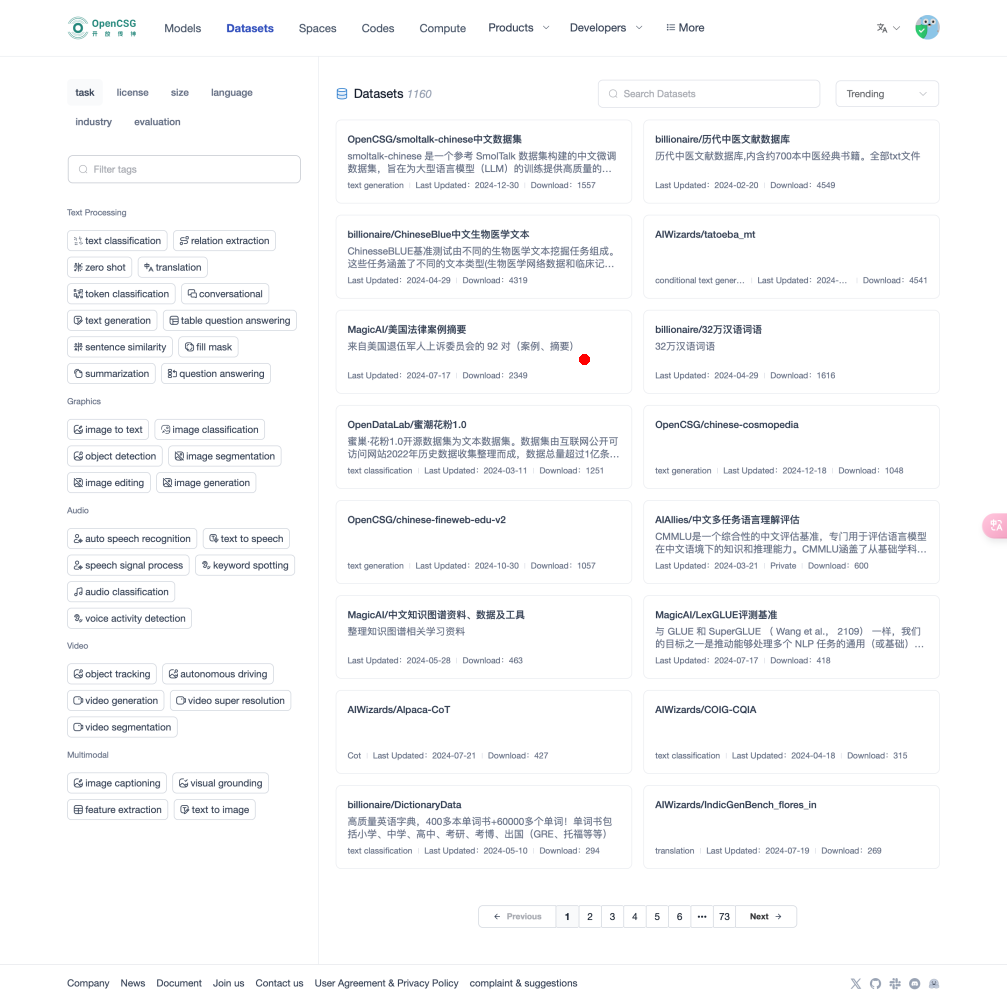 OpenCSG
开 放 传 神
Models Datasets Spaces Codes Compute Products Developers More
task license size language
industry evaluation
Filter tags
Text Processing
text classification relation extraction
zero shot translation
token classification conversational
text generation table question answering
sentence similarity fill mask
summarization question answering
Graphics
image to text image classification
object detection image segmentation
image editing image generation
Audio
auto speech recognition text to speech
speech signal process keyword spotting
audio classification
voice activity detection
Video
object tracking autonomous driving
video generation video super resolution
video segmentation
Multimodal
image captioning visual grounding
feature extraction text to image
Datasets 1160
Search Datasets
Trending
OpenCSG/smoltalk-chinese中文数据集
smoltalk-chinese 是一个参考 SmolTalk 数据集构建的中文微调
数据集，旨在为大型语言模型（LLM）的训练提供高质量的…
text generation Last Updated：2024-12-30 Download：1557
billionaire/历代中医文献数据库
历代中医文献数据库,内含约700本中医经典书籍。全部txt文件
Last Updated：2024-02-20 Download：4549
billionaire/ChineseBlue中文生物医学文本
ChinesseBLUE基准测试由不同的生物医学文本挖掘任务组成。
这些任务涵盖了不同的文本类型(生物医学网络数据和临床记…
Last Updated：2024-04-29 Download：4319
AIWizards/tatoeba_mt
conditional text gener... Last Updated：2024-... Download：4541
MagicAI/美国法律案例摘要
来自美国退伍军人上诉委员会的 92 对（案例、摘要）
Last Updated：2024-07-17 Download：2349
billionaire/32万汉语词语
32万汉语词语
Last Updated：2024-04-29 Download：1616
OpenDataLab/蜜潮花粉1.0
蜜巢·花粉1.0开源数据集为文本数据集。数据集由互联网公开可
访问网站2022年历史数据收集整理而成，数据总量超过1亿条…
text classification Last Updated：2024-03-11 Download：1251
OpenCSG/chinese-cosmopedia
text generation Last Updated：2024-12-18 Download：1048
OpenCSG/chinese-fineweb-edu-v2
text generation Last Updated：2024-10-30 Download：1057
AIAllies/中文多任务语言理解评估
CMMLU是一个综合性的中文评估基准，专门用于评估语言模型
在中文语境下的知识和推理能力。CMMLU涵盖了从基础学科…
Last Updated：2024-03-21 Private Download：600
MagicAI/中文知识图谱资料、数据及工具
整理知识图谱相关学习资料
Last Updated：2024-05-28 Download：463
MagicAI/LexGLUE评测基准
与 GLUE 和 SuperGLUE （ Wang et al.， 2109） 一样，我们
的目标之一是推动能够处理多个 NLP 任务的通用（或基础）…
Last Updated：2024-07-17 Download：418
AIWizards/Alpaca-CoT
Cot Last Updated：2024-07-21 Download：427
AIWizards/COIG-CQIA
text classification Last Updated：2024-04-18 Download：315
billionaire/DictionaryData
高质量英语字典，400多本单词书+60000多个单词！单词书包
括小学、中学、高中、考研、考博、出国（GRE、托福等等）
text classification Last Updated：2024-05-10 Download：294
AIWizards/IndicGenBench_flores_in
translation Last Updated：2024-07-19 Download：269
← Previous 1 2 3 4 5 6 ••• 73 Next →
Company News Document Join us Contact us User Agreement & Privacy Policy complaint & suggestions